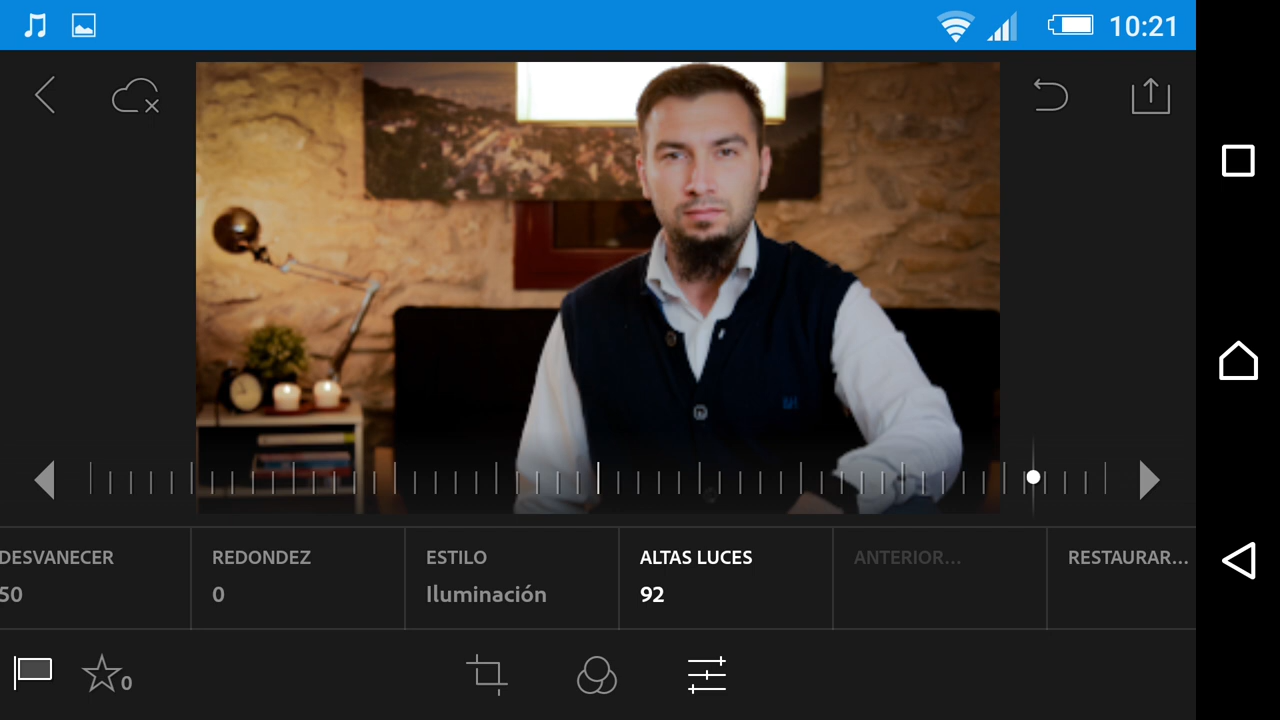 10:21
DESVANECER
50
REDONDEZ
0
ESTILO
Iluminación
ALTAS LUCES
92
ANTERIOR...
RESTAURAR...
0